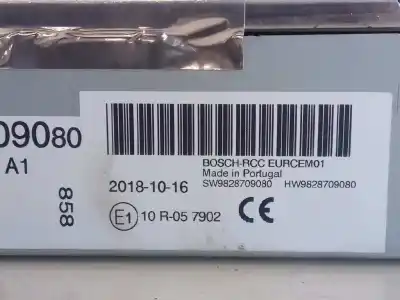 09080
A1
858
BOSCH-RCC EURCEM01
Made in Portugal
2018-10-16 SW9828709080 HW9828709080
E1 10 R-05 7902 CE